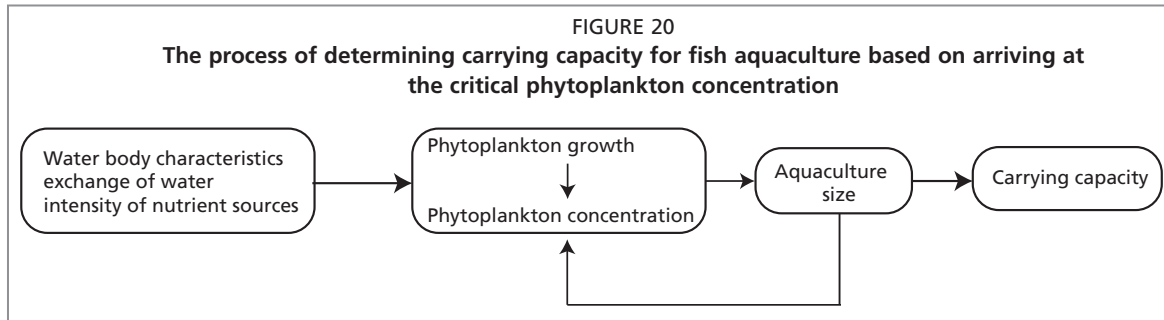 FIGURE 20
The process of determining carrying capacity for fish aquaculture based on arriving at
the critical phytoplankton concentration
Water body characteristics
exchange of water
intensity of nutrient sources
Phytoplankton growth
Phytoplankton concentration
Aquaculture
size
Carrying capacity